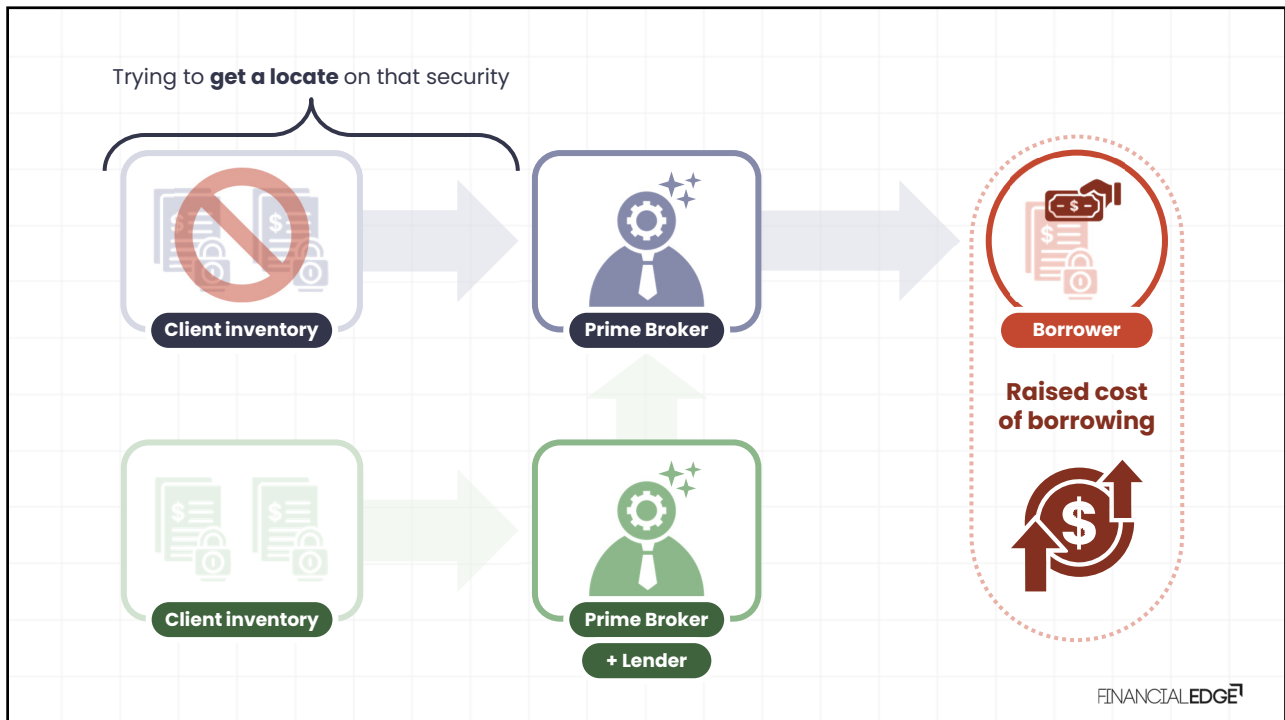 Trying to get a locate on that security
Client inventory
Prime Broker
Borrower
Raised cost
of borrowing
Client inventory
Prime Broker
+ Lender
FINANCIALEDGE